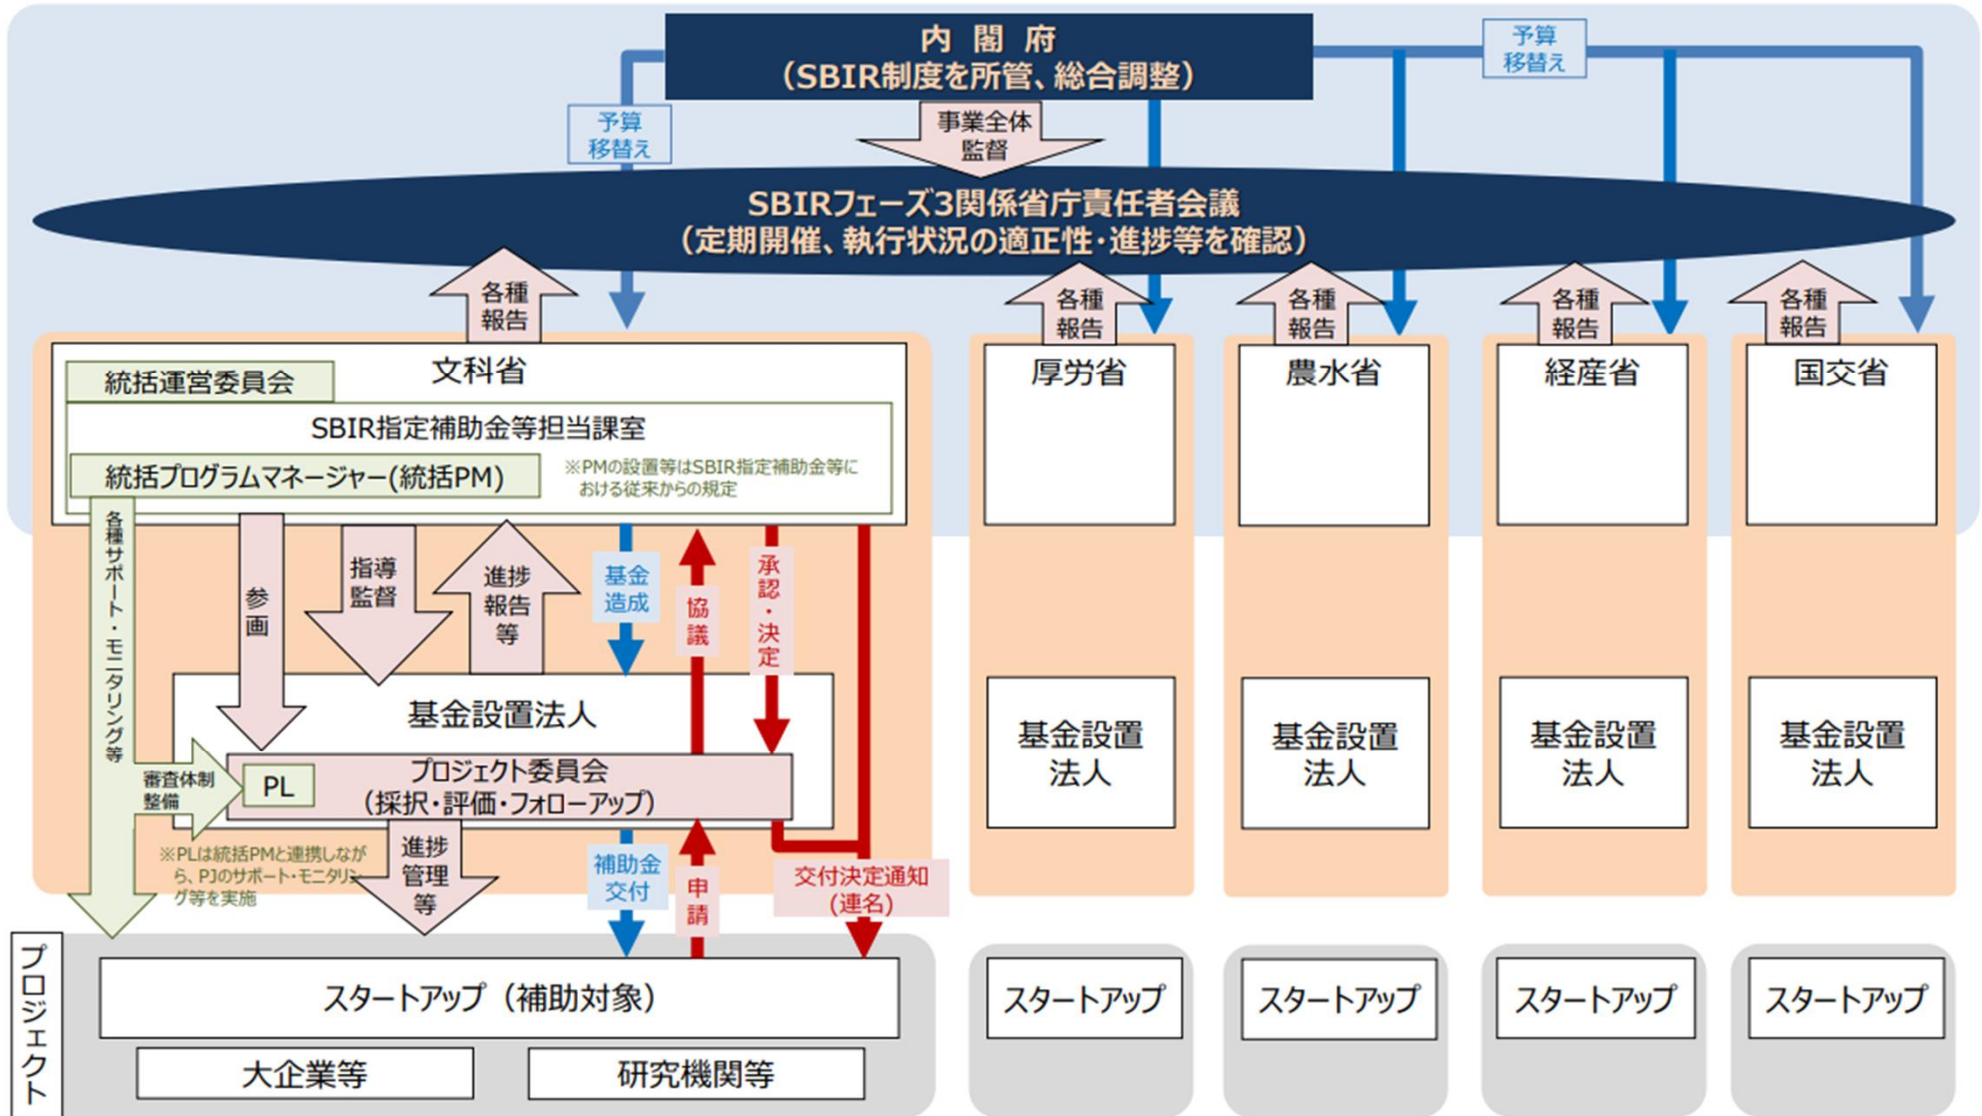 内 閣 府
（SBIR制度を所管、総合調整）
予算
移替え
予算
移替え
事業全体
監督
SBIRフェーズ3関係省庁責任者会議
（定期開催、執行状況の適正性・進捗等を確認）
各種
報告
各種
報告
各種
報告
各種
報告
各種
報告
文科省
統括運営委員会
SBIR指定補助金等担当課室
統括プログラムマネージャー(統括PM)
※PMの設置等はSBIR指定補助金等に
おける従来からの規定
厚労省
農水省
経産省
国交省
各種サポート・モニタリング等
参画
指導
監督
進捗
報告
等
基金
造成
協議
承認・決定
基金設置法人
審査体制
整備
PL
プロジェクト委員会
（採択・評価・フォローアップ）
基金設置
法人
基金設置
法人
基金設置
法人
基金設置
法人
※PLは統括PMと連携しなが
ら、PJのサポート・モニタリン
グ等を実施
進捗
管理
等
補助金
交付
申請
交付決定通知
(連名)
プロジェクト
スタートアップ（補助対象）
大企業等
研究機関等
スタートアップ
スタートアップ
スタートアップ
スタートアップ